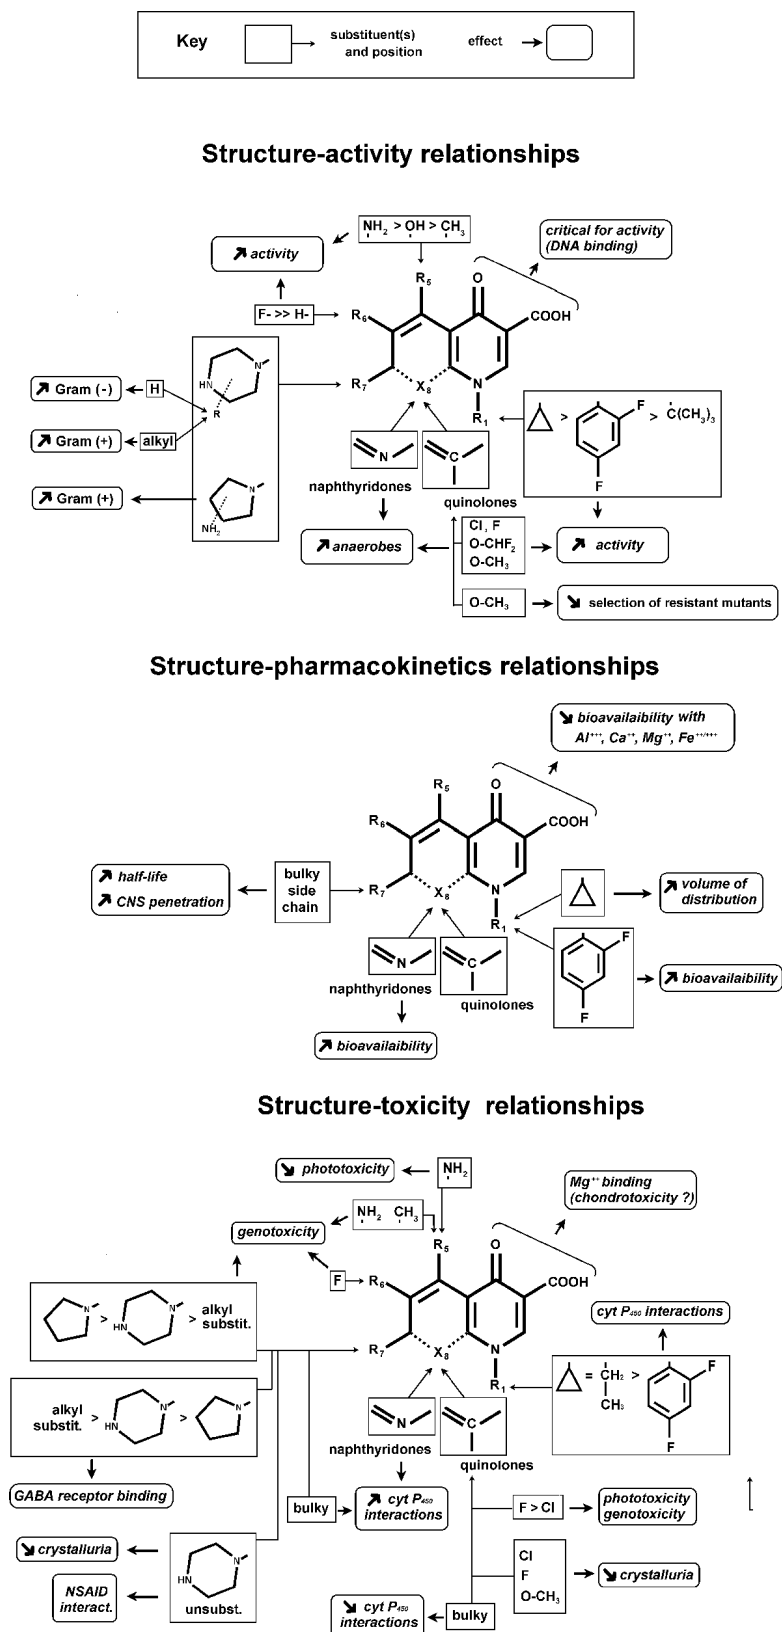 Key
substituent(s)
and position
effect
Structure-activity relationships
NH2 > OH > CH3
↗ activity
critical for activity
(DNA binding)
R5
O
F- >> H-
R6
COOH
HN
N
R
↗ Gram (-)
H
R7
X8
N
R1
△ > F F > C(CH3)3
↗ Gram (+)
alkyl
N
C
naphthyridones
quinolones
↗ Gram (+)
N
NH2
↗ anaerobes
Cl, F
O-CHF2
O-CH3
↗ activity
O-CH3
↘ selection of resistant mutants
Structure-pharmacokinetics relationships
↘ bioavailaibility with
Al+++, Ca++, Mg++, Fe++/+++
R5
O
R6
COOH
↗ half-life
↗ CNS penetration
bulky
side
chain
R7
X8
N
R1
↗ volume of
distribution
N
C
F
F
naphthyridones
quinolones
↗ bioavailaibility
↗ bioavailaibility
Structure-toxicity relationships
↘ phototoxicity
NH2
Mg++ binding
(chondrotoxicity ?)
NH2 CH3
genotoxicity
R5
O
F
R6
COOH
N > HN N > alkyl
substit.
cyt P450 interactions
R7
X8
N
R1
△ = CH2 > F
CH3
F
alkyl
substit. > HN N > N
N
C
naphthyridones
quinolones
GABA receptor binding
bulky
↗ cyt P450
interactions
F > Cl
phototoxicity
genotoxicity
↘ crystalluria
HN N
unsubst.
NSAID
interact.
Cl
F
O-CH3
↘ crystalluria
↘ cyt P450
interactions
bulky